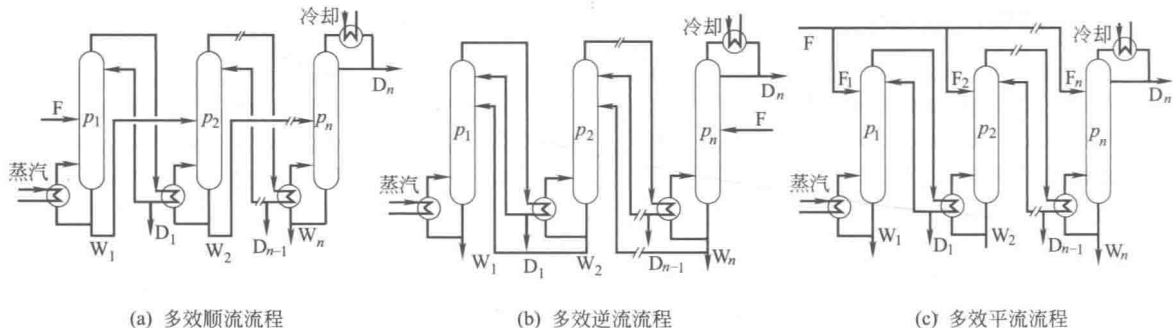 冷却
F
p₁
p₂
pₙ
Dₙ
蒸汽
D₁
Dₙ₋₁
Wₙ
W₁
W₂
(a) 多效顺流流程
冷却
p₁
p₂
pₙ
Dₙ
F
蒸汽
W₁
D₁
W₂
Dₙ₋₁
Wₙ
(b) 多效逆流流程
F
冷却
F₁
F₂
Fₙ
Dₙ
p₁
p₂
pₙ
蒸汽
W₁
D₁
W₂
Dₙ₋₁
Wₙ
(c) 多效平流流程